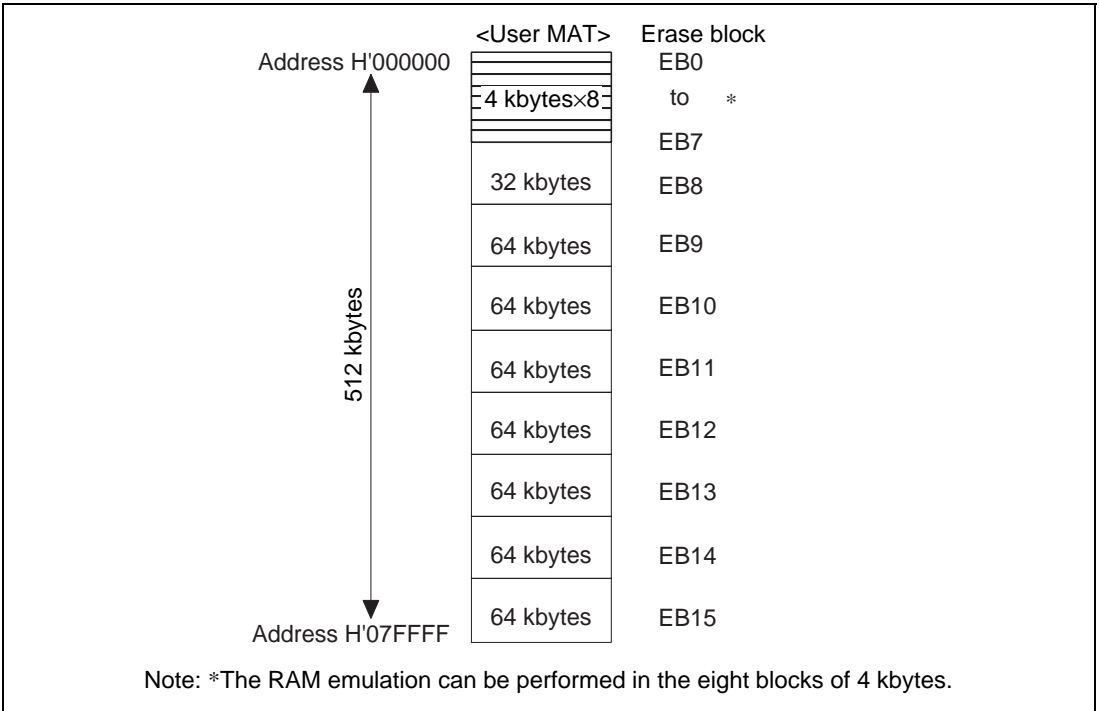 <User MAT> Erase block
Address H'000000 EB0
4 kbytes×8 to *
EB7
32 kbytes EB8
64 kbytes EB9
64 kbytes EB10
64 kbytes EB11
512 kbytes
64 kbytes EB12
64 kbytes EB13
64 kbytes EB14
64 kbytes EB15
Address H'07FFFF
Note: *The RAM emulation can be performed in the eight blocks of 4 kbytes.